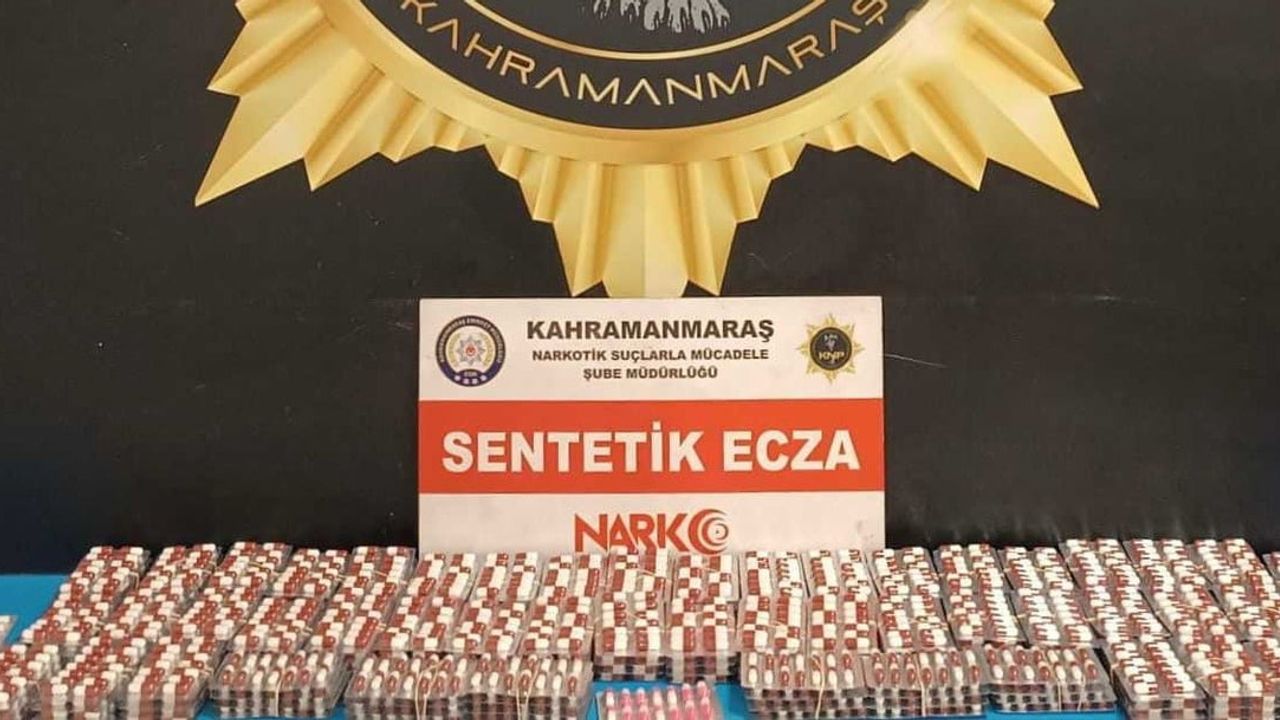 KAHRAMANMARAŞ
KAHRAMANMARAŞ
NARKOTİK SUÇLARLA MÜCADELE
ŞUBE MÜDÜRLÜĞÜ
KNP
SENTETİK ECZA
NARKO